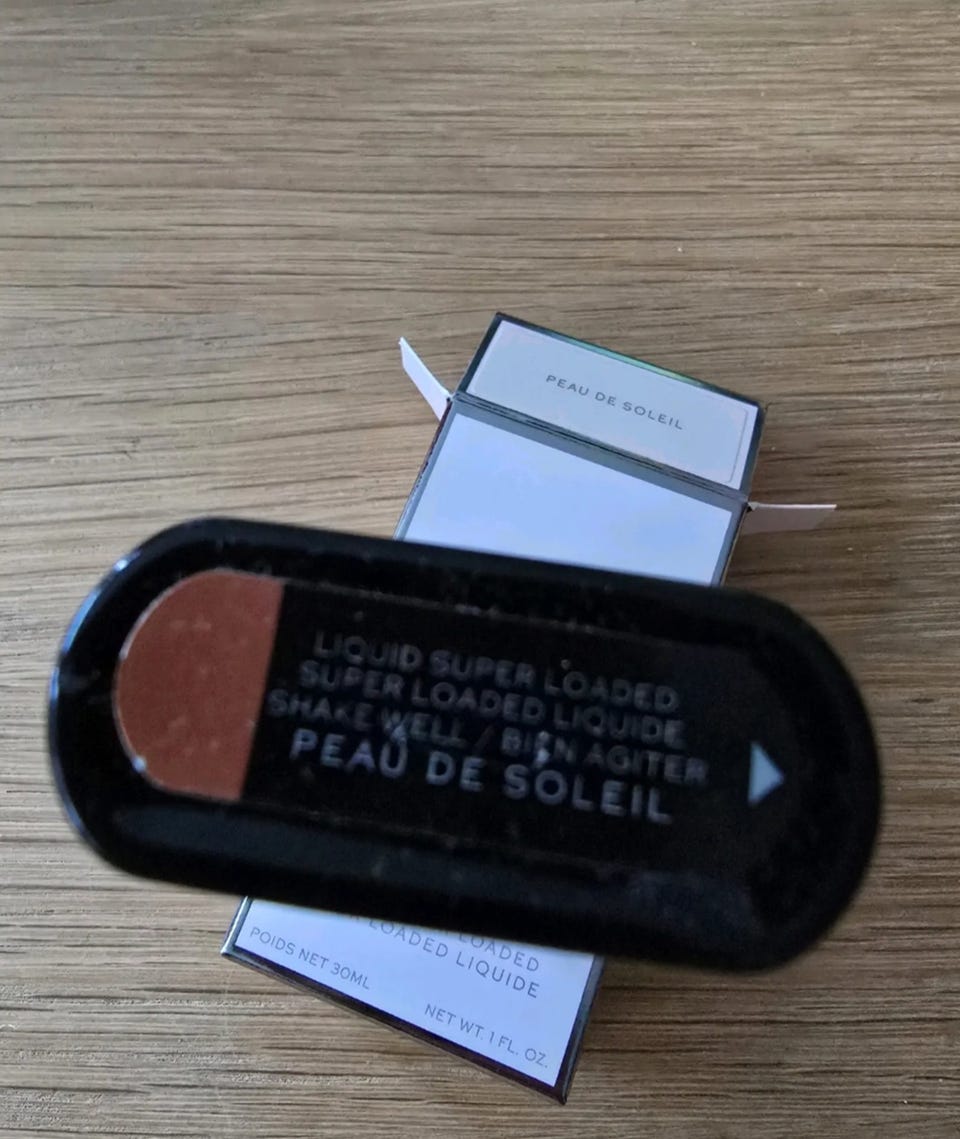 PEAU DE SOLEIL
LIQUID SUPER LOADED
SUPER LOADED LIQUIDE
SHAKE WELL / BIEN AGITER
PEAU DE SOLEIL
LOADED
LOADED LIQUIDE
POIDS NET 30ML
NET WT. 1 FL. OZ.